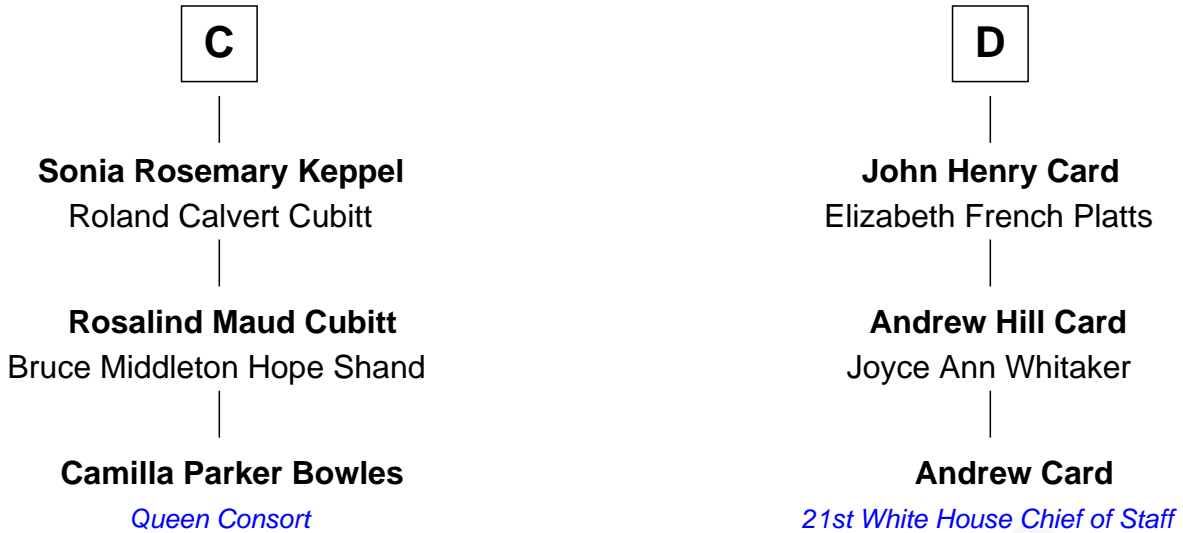 C
Sonia Rosemary Keppel
Roland Calvert Cubitt
Rosalind Maud Cubitt
Bruce Middleton Hope Shand
Camilla Parker Bowles
Queen Consort
D
John Henry Card
Elizabeth French Platts
Andrew Hill Card
Joyce Ann Whitaker
Andrew Card
21st White House Chief of Staff